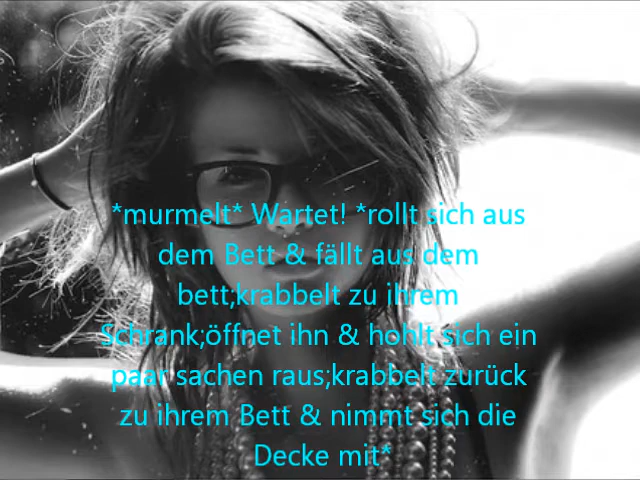 *murmelt* Wartet! *rollt sich aus
dem Bett & fällt aus dem
bett;krabbelt zu ihrem
Schrank;öffnet ihn & hohlt sich ein
paar sachen raus;krabbelt zurück
zu ihrem Bett & nimmt sich die
Decke mit*